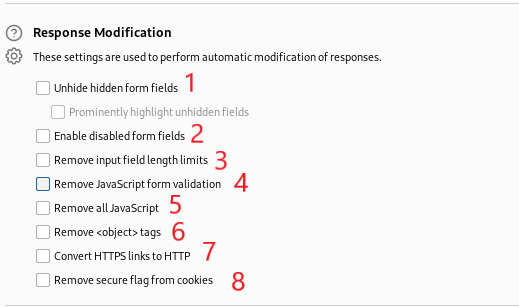 Response Modification
These settings are used to perform automatic modification of responses.
Unhide hidden form fields 1
Prominently highlight unhidden fields
Enable disabled form fields 2
Remove input field length limits 3
Remove JavaScript form validation 4
Remove all JavaScript 5
Remove <object> tags 6
Convert HTTPS links to HTTP 7
Remove secure flag from cookies 8